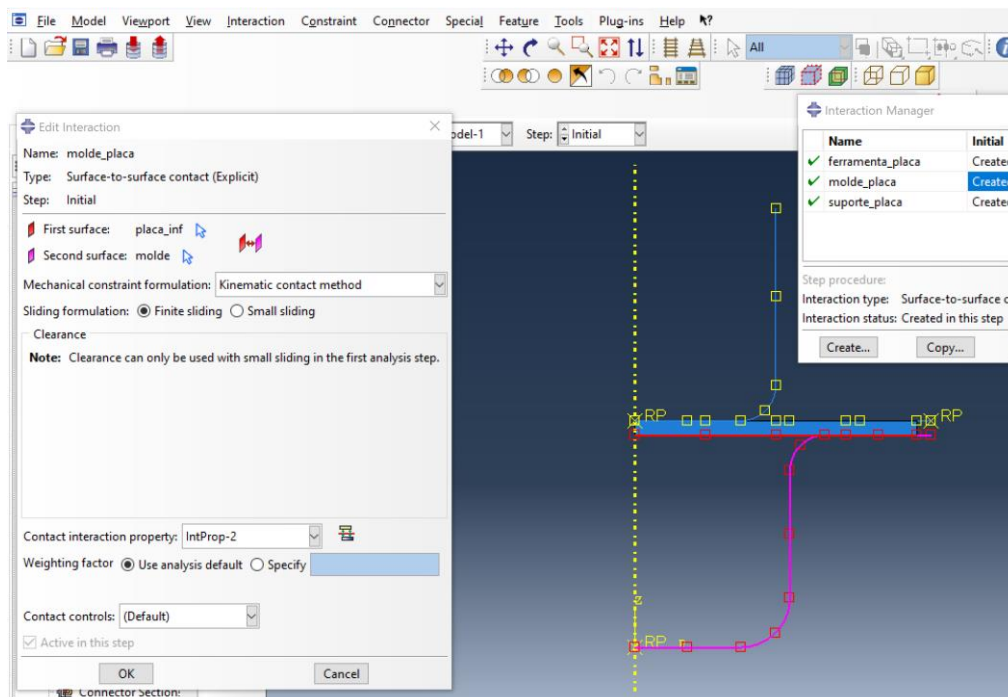 File Model Viewport View Interaction Constraint Connector Special Feature Tools Plug-ins Help
All
Edit Interaction
Name: molde_placa
Type: Surface-to-surface contact (Explicit)
Step: Initial
First surface: placa_inf
Second surface: molde
Mechanical constraint formulation: Kinematic contact method
Sliding formulation: Finite sliding Small sliding
Clearance
Note: Clearance can only be used with small sliding in the first analysis step.
Contact interaction property: IntProp-2
Weighting factor Use analysis default Specify
Contact controls: (Default)
Active in this step
OK Cancel
Connector Section:
odel-1 Step: Initial
Interaction Manager
Name Initial
ferramenta_placa Create
molde_placa Create
suporte_placa Create
Step procedure:
Interaction type: Surface-to-surface c
Interaction status: Created in this step
Create... Copy...
RP
RP
z
RP
r